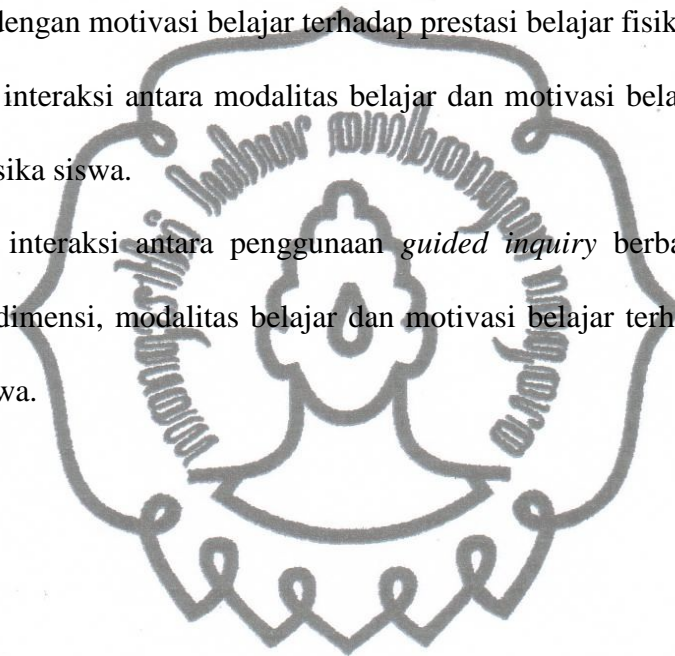 dengan motivasi belajar terhadap prestasi belajar fisik
interaksi antara modalitas belajar dan motivasi bela
sika siswa.
interaksi antara penggunaan guided inquiry berba
dimensi, modalitas belajar dan motivasi belajar terh
wa.